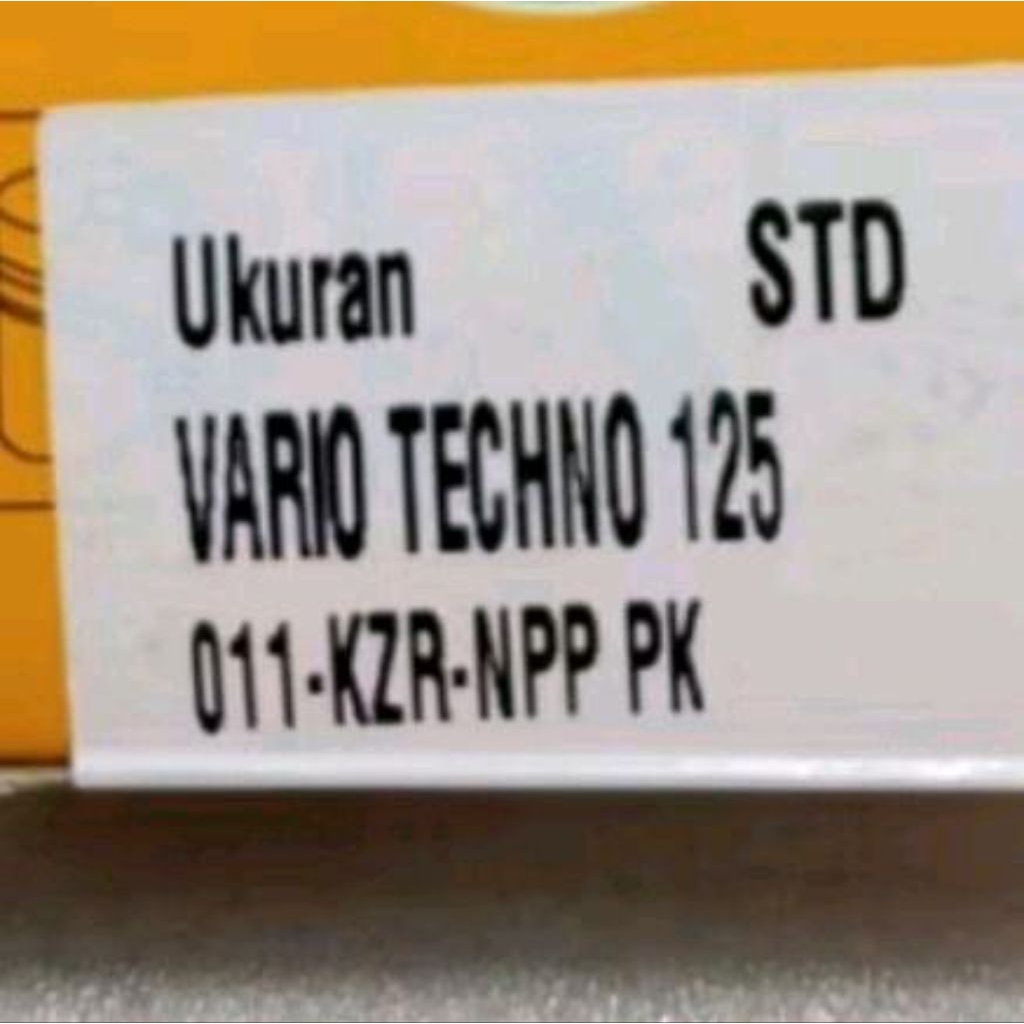 Ukuran STD
VARIO TECHNO 125
011-KZR-NPP PK